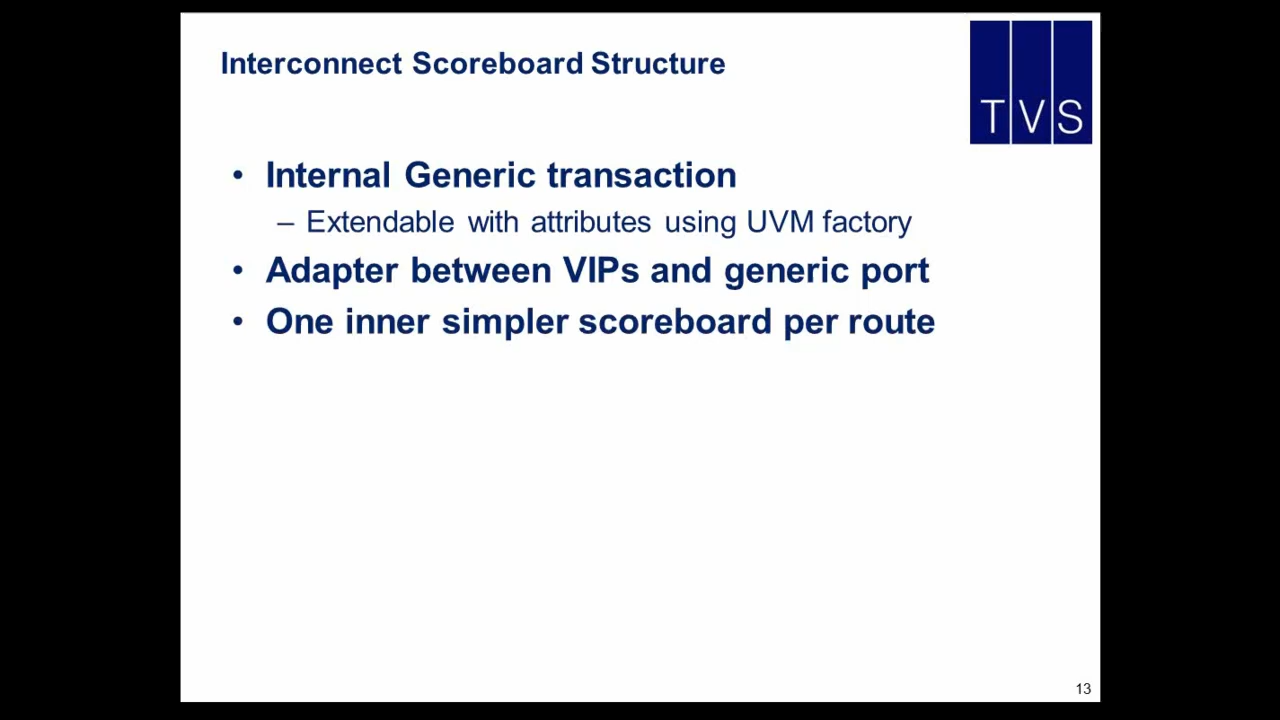 Interconnect Scoreboard Structure
TVS
• Internal Generic transaction
– Extendable with attributes using UVM factory
• Adapter between VIPs and generic port
• One inner simpler scoreboard per route
13